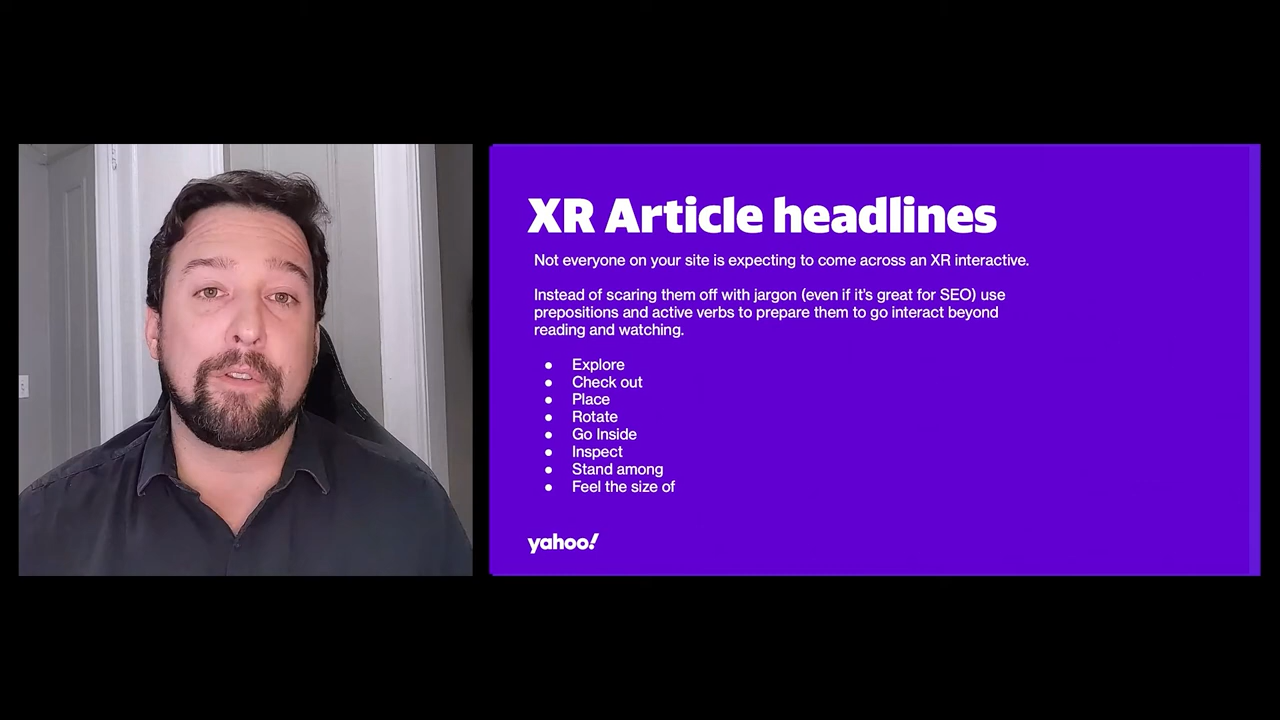 XR Article headlines
Not everyone on your site is expecting to come across an XR interactive.
Instead of scaring them off with jargon (even if it's great for SEO) use
prepositions and active verbs to prepare them to go interact beyond
reading and watching.
● Explore
● Check out
● Place
● Rotate
● Go Inside
● Inspect
● Stand among
● Feel the size of
yahoo!